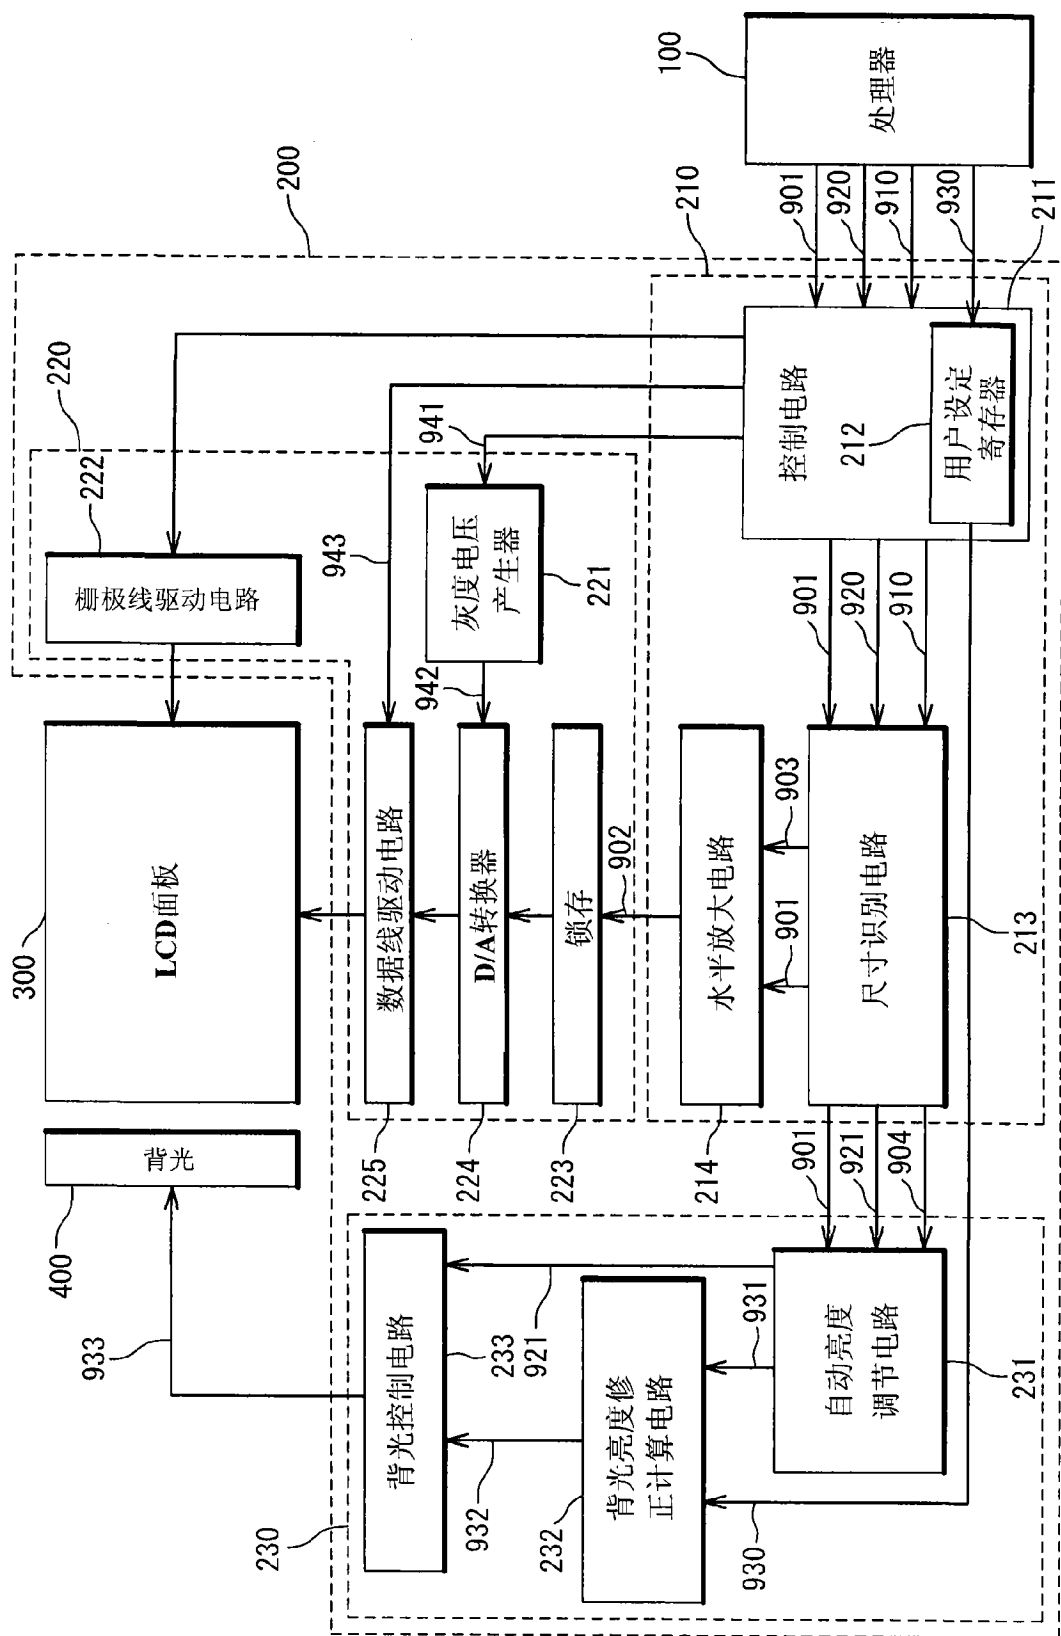 300
LCD面板
222
栅极线驱动电路
220
200
400
背光
933
225
数据线驱动电路
943
224
D/A转换器
942
灰度电压
产生器
221
941
223
锁存
902
210
230
背光控制电路
233
921
932
232
背光亮度修
正计算电路
931
930
自动亮度
调节电路
231
214
水平放大电路
901
903
尺寸识别电路
213
901
921
904
901
920
910
控制电路
212
用户设定
寄存器
211
901
920
910
930
100
处理器